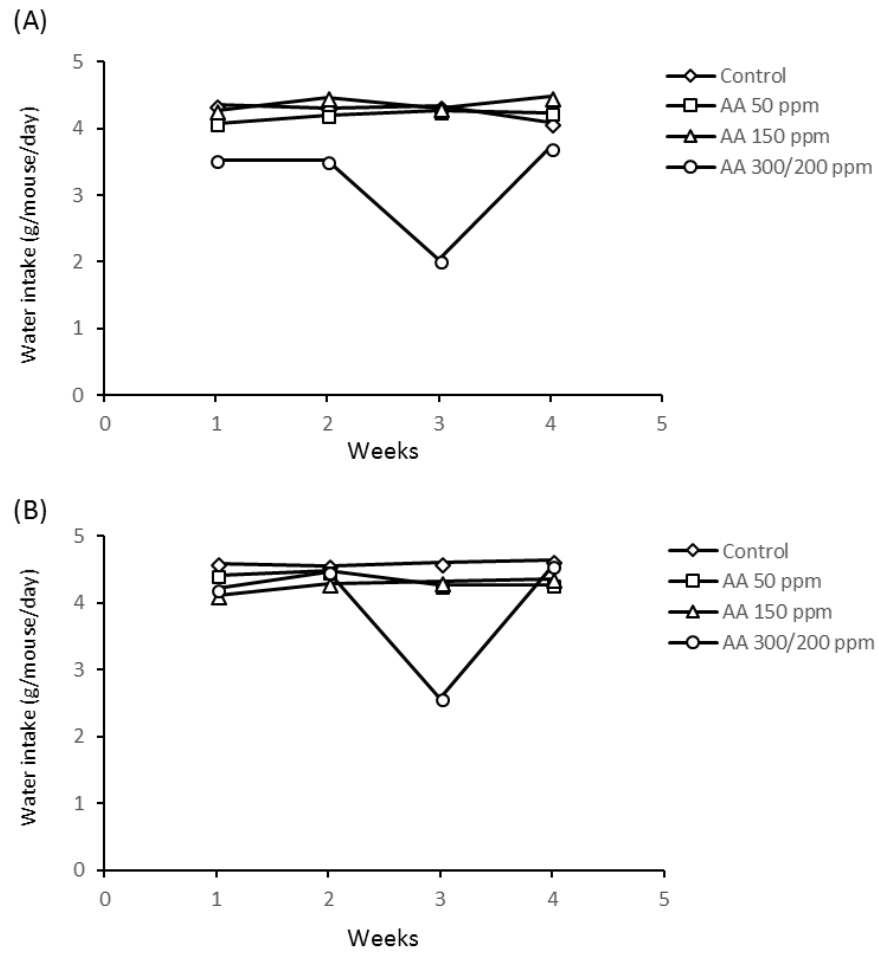 (A)
Water intake (g/mouse/day)
5
4
3
2
1
0
0 1 2 3 4 5
Weeks
Control
AA 50 ppm
AA 150 ppm
AA 300/200 ppm
(B)
Water intake (g/mouse/day)
5
4
3
2
1
0
0 1 2 3 4 5
Weeks
Control
AA 50 ppm
AA 150 ppm
AA 300/200 ppm